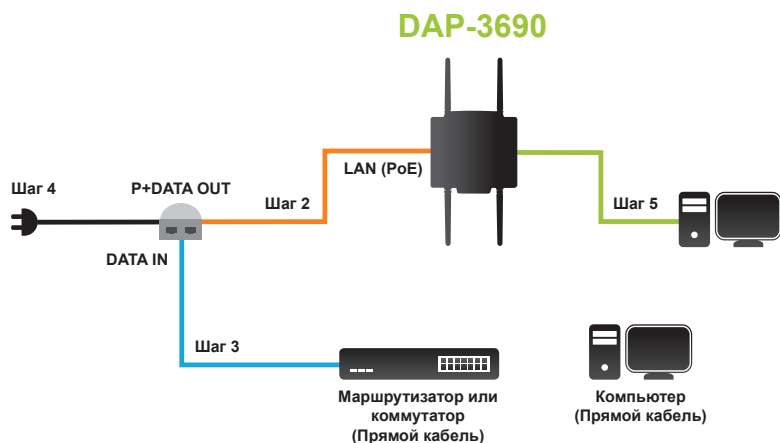 DAP-3690
LAN (PoE)
Шаг 4
P+DATA OUT
Шаг 2
Шаг 5
DATA IN
Шаг 3
Маршрутизатор или
коммутатор
(Прямой кабель)
Компьютер
(Прямой кабель)